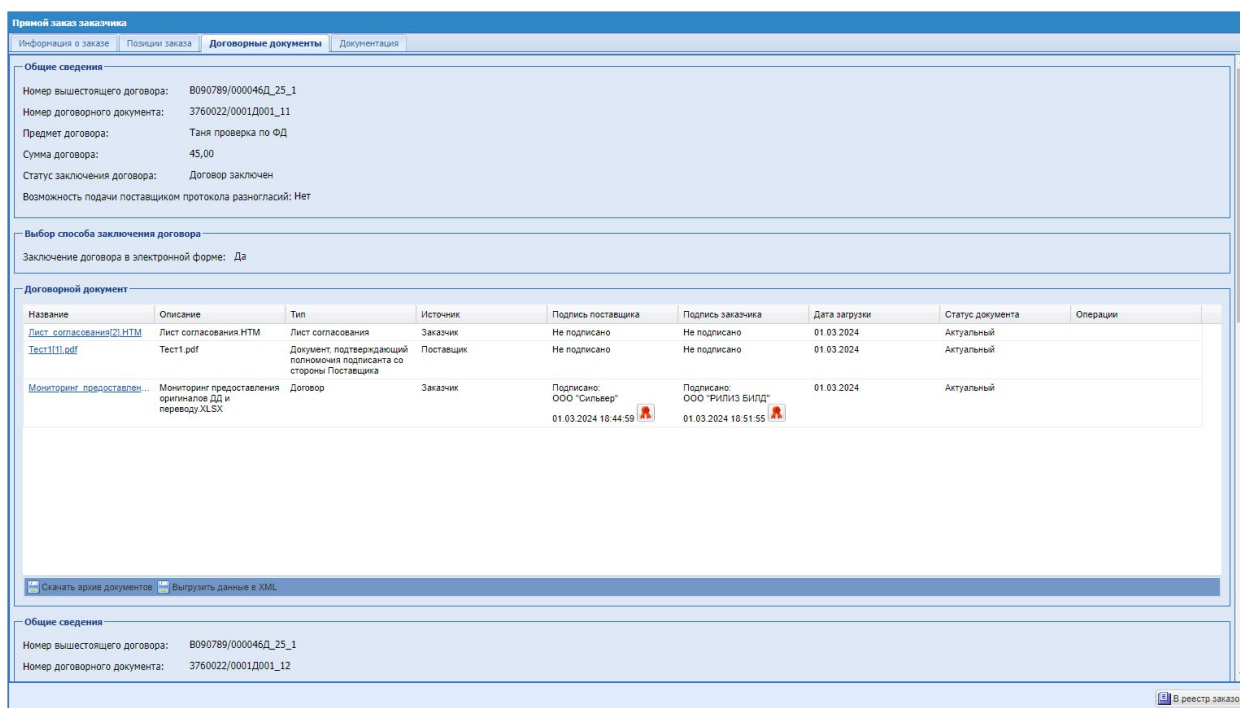 Прямой заказ заказчика
Информация о заказе Позиции заказа Договорные документы Документация
Общие сведения
Номер вышестоящего договора: В090789/000046Д_25_1
Номер договорного документа: 3760022/0001Д001_11
Предмет договора: Таня проверка по ФД
Сумма договора: 45,00
Статус заключения договора: Договор заключен
Возможность подачи поставщиком протокола разногласий: Нет
Выбор способа заключения договора
Заключение договора в электронной форме: Да
Договорной документ
Название Описание Тип Источник Подпись поставщика Подпись заказчика Дата загрузки Статус документа Операции
Лист_согласования[2].HTM Лист согласования.HTM Лист согласования Заказчик Не подписано Не подписано 01.03.2024 Актуальный
Тест1[1].pdf Тест1.pdf Документ, подтверждающий Поставщик Не подписано Не подписано 01.03.2024 Актуальный
полномочия подписанта со
стороны Поставщика
Мониторинг_предоставлен... Мониторинг предоставления Договор Заказчик Подписано: Подписано: 01.03.2024 Актуальный
оригиналов ДД и ООО "Сильвер" ООО "РИЛИЗ БИЛД"
переводу.XLSX
01.03.2024 18:44:59 01.03.2024 18:51:55
Скачать архив документов Выгрузить данные в XML
Общие сведения
Номер вышестоящего договора: В090789/000046Д_25_1
Номер договорного документа: 3760022/0001Д001_12
В реестр заказо